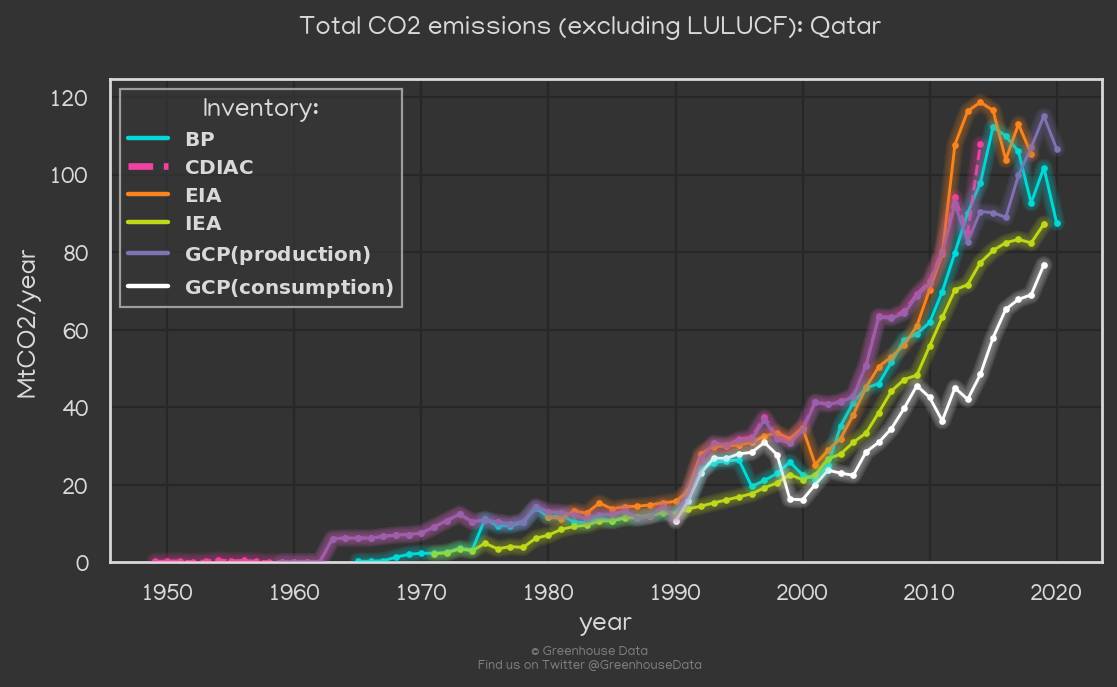 Total CO2 emissions (excluding LULUCF): Qatar
Inventory:
BP
CDIAC
EIA
IEA
GCP(production)
GCP(consumption)
MtCO2/year
120
100
80
60
40
20
0
1950 1960 1970 1980 1990 2000 2010 2020
year
© Greenhouse Data
Find us on Twitter @GreenhouseData